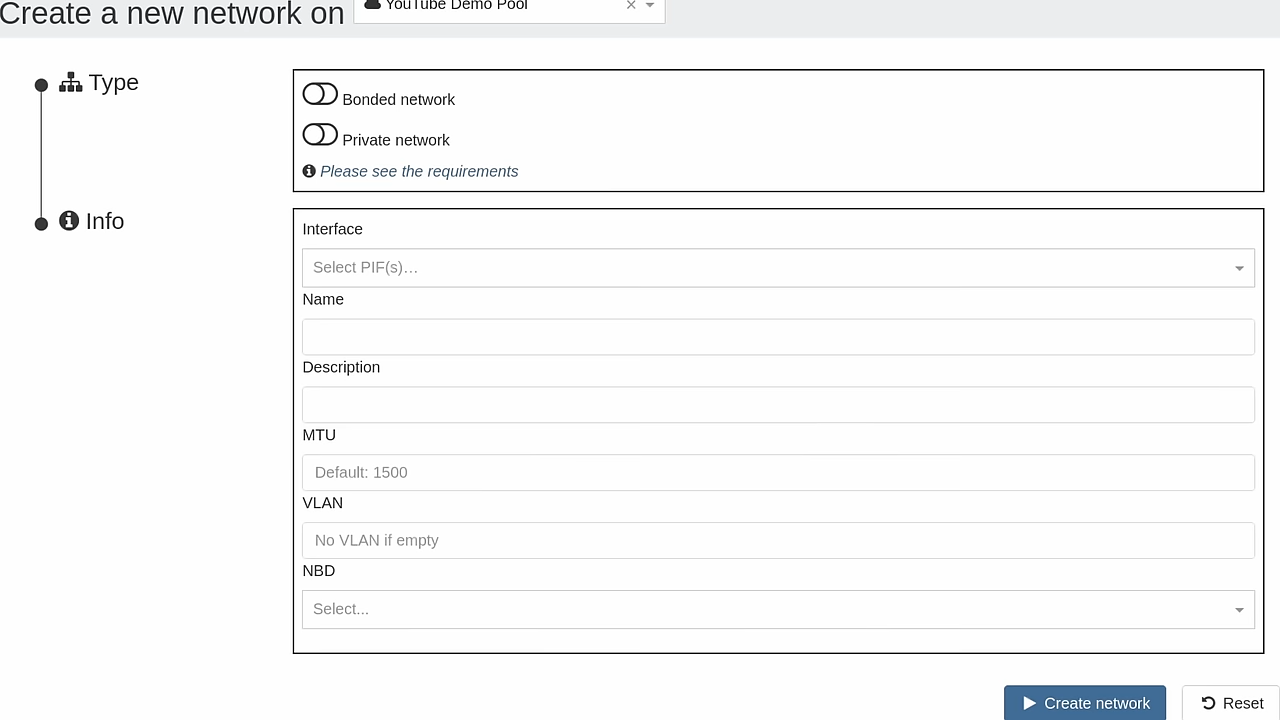 Create a new network on YouTube Demo Pool
Type
Bonded network
Private network
Please see the requirements
Info
Interface
Select PIF(s)…
Name
Description
MTU
Default: 1500
VLAN
No VLAN if empty
NBD
Select...
Create network
Reset